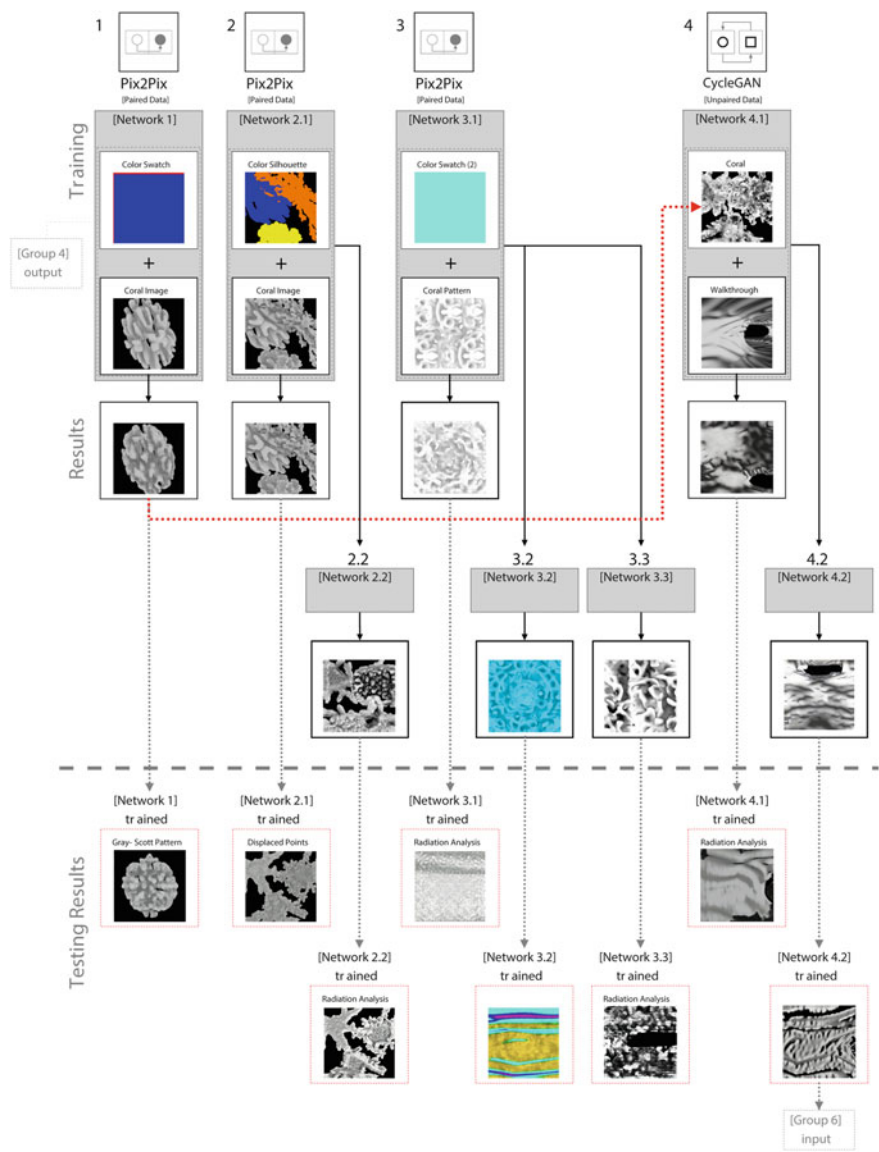 1
2
3
4
Pix2Pix
[Paired Data]
Pix2Pix
[Paired Data]
Pix2Pix
[Paired Data]
CycleGAN
[Unpaired Data]
Training
[Network 1]
[Network 2.1]
[Network 3.1]
[Network 4.1]
Color Swatch
Color Silhouette
Color Swatch (2)
Coral
[Group 4]
output
+
+
+
+
Coral Image
Coral Image
Coral Pattern
Walkthrough
Results
2.2
3.2
3.3
4.2
[Network 2.2]
[Network 3.2]
[Network 3.3]
[Network 4.2]
Testing Results
[Network 1]
tr ained
[Network 2.1]
tr ained
[Network 3.1]
tr ained
[Network 4.1]
tr ained
Gray- Scott Pattern
Displaced Points
Radiation Analysis
Radiation Analysis
[Network 2.2]
tr ained
[Network 3.2]
tr ained
[Network 3.3]
tr ained
[Network 4.2]
tr ained
Radiation Analysis
Radiation Analysis
[Group 6]
input